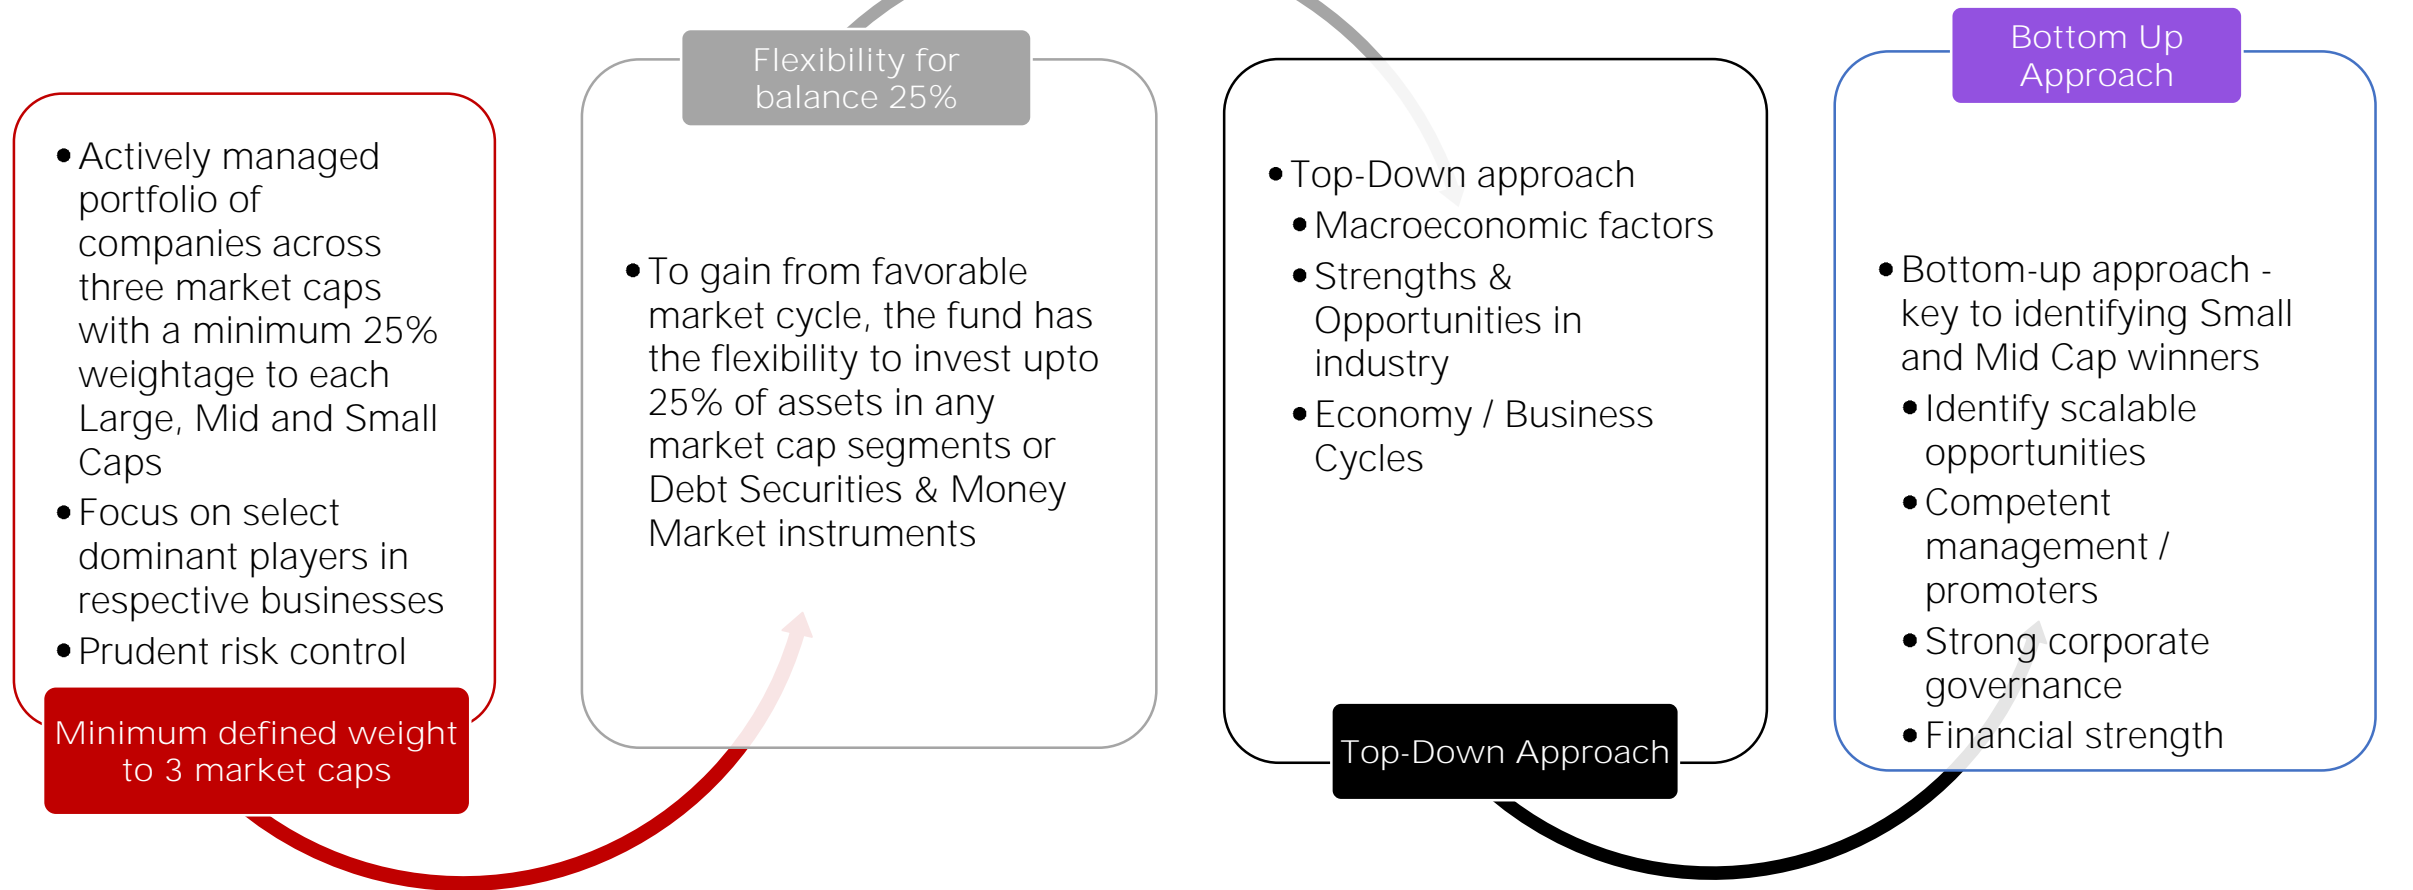 • Actively managed
portfolio of
companies across
three market caps
with a minimum 25%
weightage to each
Large, Mid and Small
Caps
• Focus on select
dominant players in
respective businesses
• Prudent risk control
Minimum defined weight
to 3 market caps
Flexibility for
balance 25%
• To gain from favorable
market cycle, the fund has
the flexibility to invest upto
25% of assets in any
market cap segments or
Debt Securities & Money
Market instruments
• Top-Down approach
• Macroeconomic factors
• Strengths &
Opportunities in
industry
• Economy / Business
Cycles
Top-Down Approach
Bottom Up
Approach
• Bottom-up approach -
key to identifying Small
and Mid Cap winners
• Identify scalable
opportunities
• Competent
management /
promoters
• Strong corporate
governance
• Financial strength